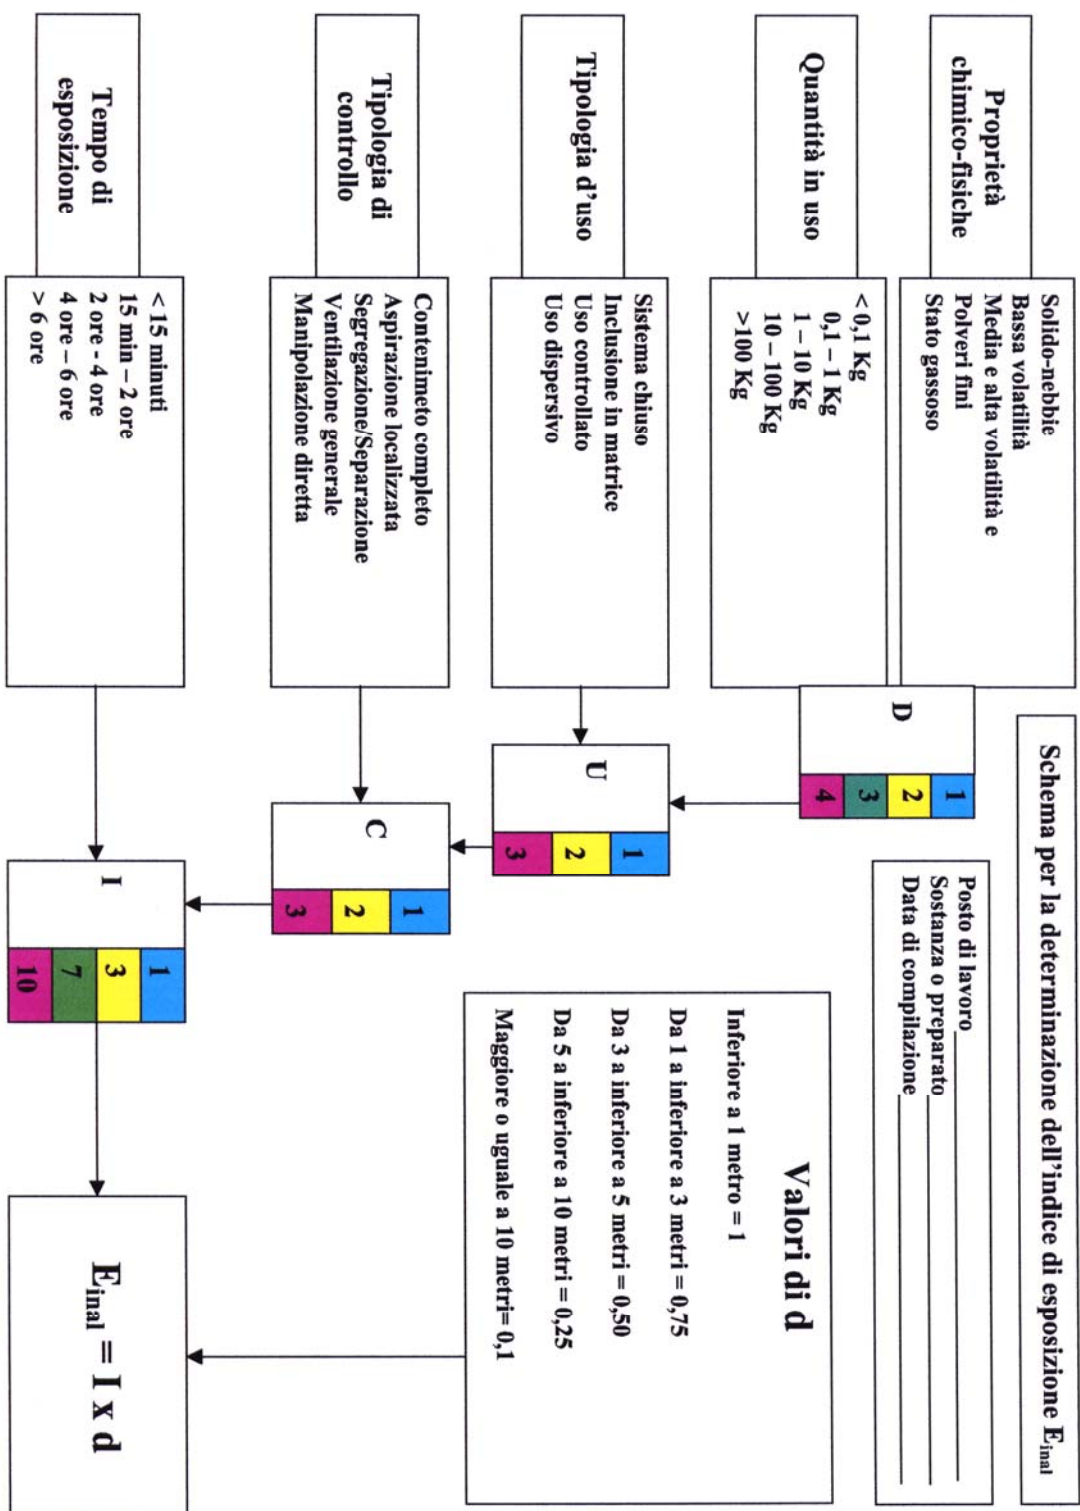 Schema per la determinazione dell'indice di esposizione E_inal
Posto di lavoro
Sostanza o preparato
Data di compilazione
Proprietà
chimico-fisiche
Solido-nebbie
Bassa volatilità
Media e alta volatilità e
Polveri fini
Stato gassoso
Quantità in uso
< 0,1 Kg
0,1 – 1 Kg
1 – 10 Kg
10 – 100 Kg
>100 Kg
D
1
2
3
4
Tipologia d'uso
Sistema chiuso
Inclusione in matrice
Uso controllato
Uso dispersivo
U
1
2
3
Tipologia di
controllo
Contenimeto completo
Aspirazione localizzata
Segregazione/Separazione
Ventilazione generale
Manipolazione diretta
C
1
2
3
Tempo di
esposizione
< 15 minuti
15 min – 2 ore
2 ore - 4 ore
4 ore – 6 ore
> 6 ore
I
1
3
7
10
Valori di d
Inferiore a 1 metro = 1
Da 1 a inferiore a 3 metri = 0,75
Da 3 a inferiore a 5 metri = 0,50
Da 5 a inferiore a 10 metri = 0,25
Maggiore o uguale a 10 metri= 0,1
E_inal = I x d